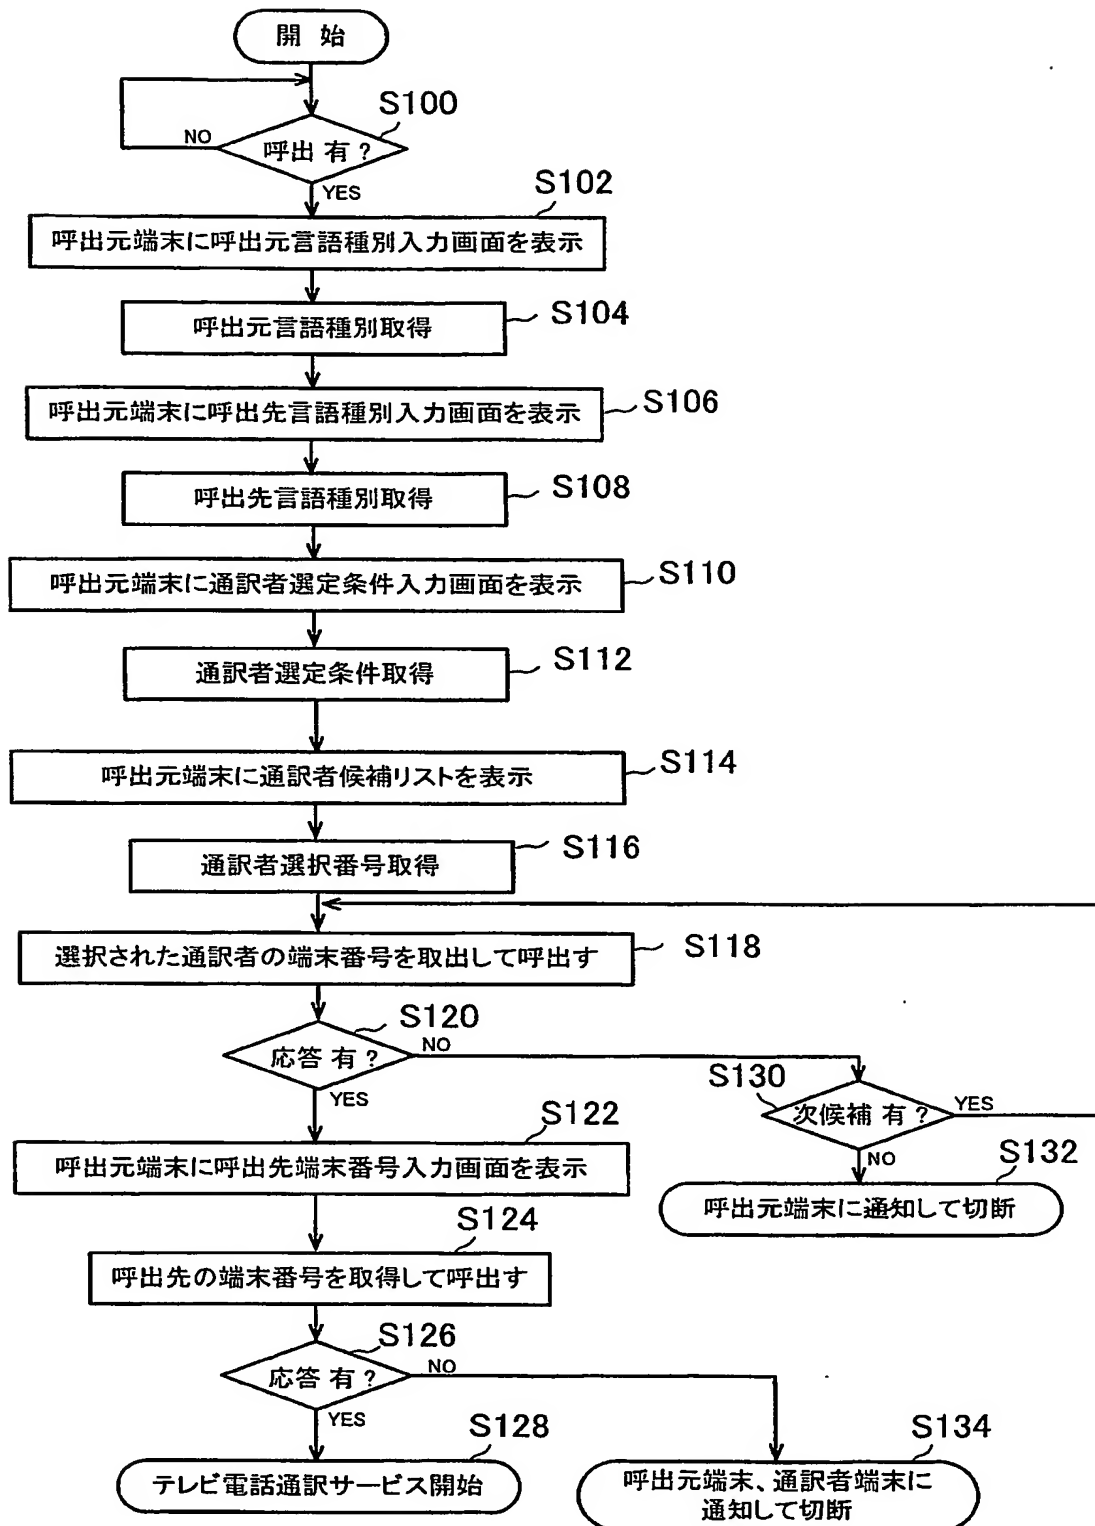 開 始
S100
NO
呼出 有?
YES
S102
呼出元端末に呼出元言語種別入力画面を表示
呼出元言語種別取得
S104
呼出元端末に呼出先言語種別入力画面を表示
S106
呼出先言語種別取得
S108
呼出元端末に通訳者選定条件入力画面を表示
S110
通訳者選定条件取得
S112
呼出元端末に通訳者候補リストを表示
S114
通訳者選択番号取得
S116
選択された通訳者の端末番号を取出して呼出す
S118
S120
応答 有?
NO
YES
S130
次候補 有?
YES
NO
S122
呼出元端末に呼出先端末番号入力画面を表示
S132
呼出元端末に通知して切断
S124
呼出先の端末番号を取得して呼出す
S126
応答 有?
NO
YES
S128
テレビ電話通訳サービス開始
S134
呼出元端末、通訳者端末に
通知して切断